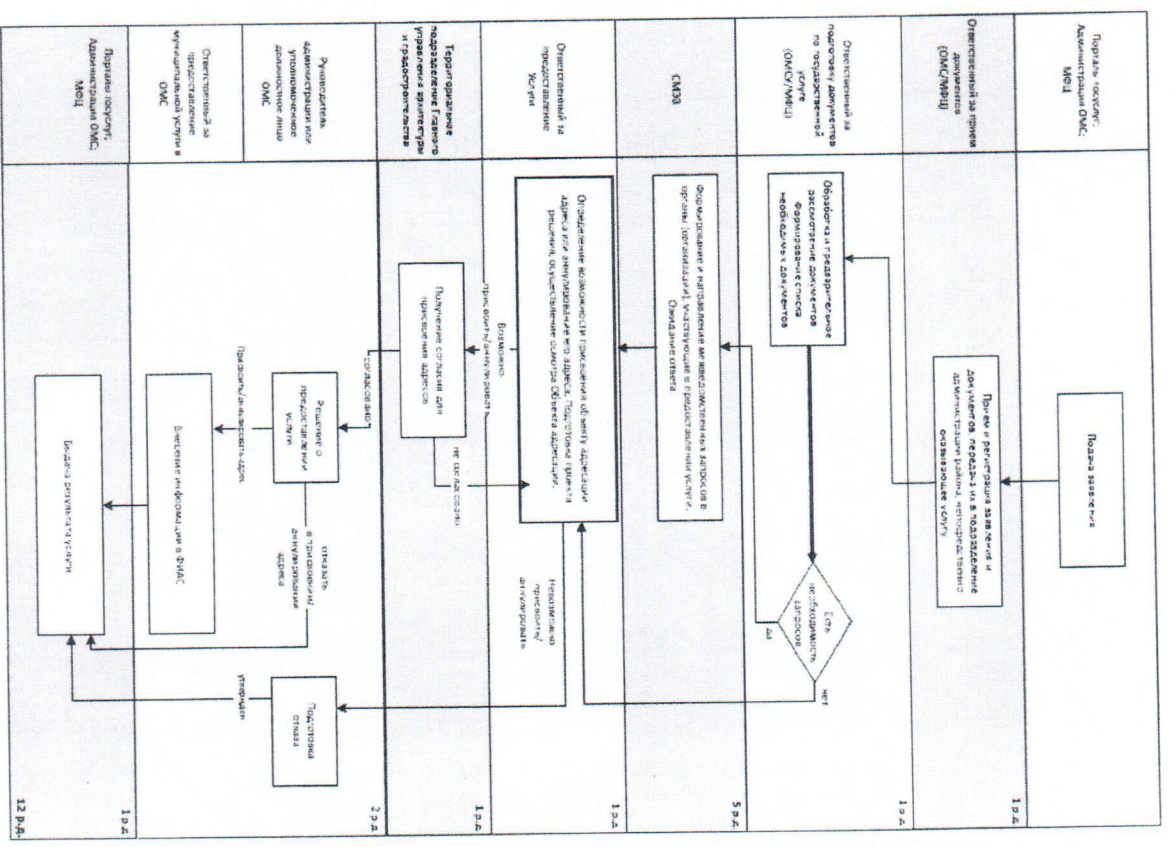 Порталы госуслуг;
Администрация ОМС;
МФЦ
Подача заявления
Ответственный за прием
документов
(ОМС/МФЦ)
Прием и регистрация заявления и
документов, передача их в подразделение
администрации района, непосредственно
оказывающее услугу
1 р.д.
Ответственный за
подготовку документов
по государственной
услуге
(ОМСУ/МФЦ)
Обработка и предварительное
рассмотрение документов
Формирование списка
необходимых документов
Есть
необходимость
запросов
да
нет
1 р.д.
СМЭВ
Формирование и направление межведомственных запросов в
органы (организации), участвующие в предоставлении услуги.
Ожидание ответа
5 р.д.
Ответственный за
предоставление
Услуги
Определение возможности присвоения объекту адресации
адреса или аннулирование его адреса. Подготовка проекта
решения, осуществление осмотра Объекта адресации.
Возможно
присвоить/аннулировать
Невозможно
присвоить/
аннулировать
1 р.д.
Территориальное
подразделение Главного
управления архитектуры
и градостроительства
Получение согласия для
присвоения адресов
не согласовано
согласовано
1 р.д.
Руководитель
администрации или
уполномоченное
должностное лицо
ОМС
Решение о
предоставлении
услуги
Подготовка
отказа
2 р.д.
Присвоить/аннулировать адрес
отказать
в присвоении/
аннулировании
адреса
утвержден
Ответственный за
предоставление
муниципальной услуги в
ОМС
Внесение информации в ФИАС
Порталы госуслуг;
Администрация ОМС;
МФЦ
Выдача результата услуги
1 р.д.
12 р.д.